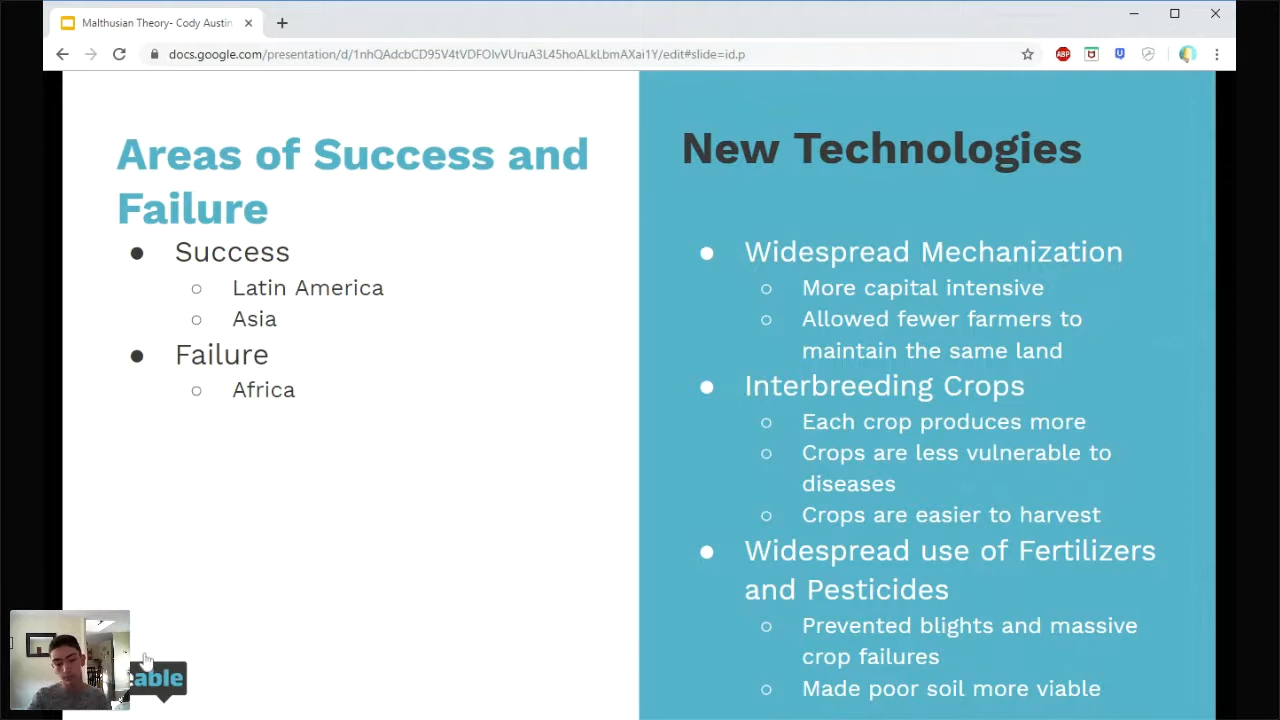 Malthusian Theory- Cody Austin
docs.google.com/presentation/d/1nhQAdcbCD95V4tVDFOlvVUruA3L45hoALkLbmAXai1Y/edit#slide=id.p
ABP
Areas of Success and
Failure
● Success
○ Latin America
○ Asia
● Failure
○ Africa
able
New Technologies
● Widespread Mechanization
○ More capital intensive
○ Allowed fewer farmers to
maintain the same land
● Interbreeding Crops
○ Each crop produces more
○ Crops are less vulnerable to
diseases
○ Crops are easier to harvest
● Widespread use of Fertilizers
and Pesticides
○ Prevented blights and massive
crop failures
○ Made poor soil more viable